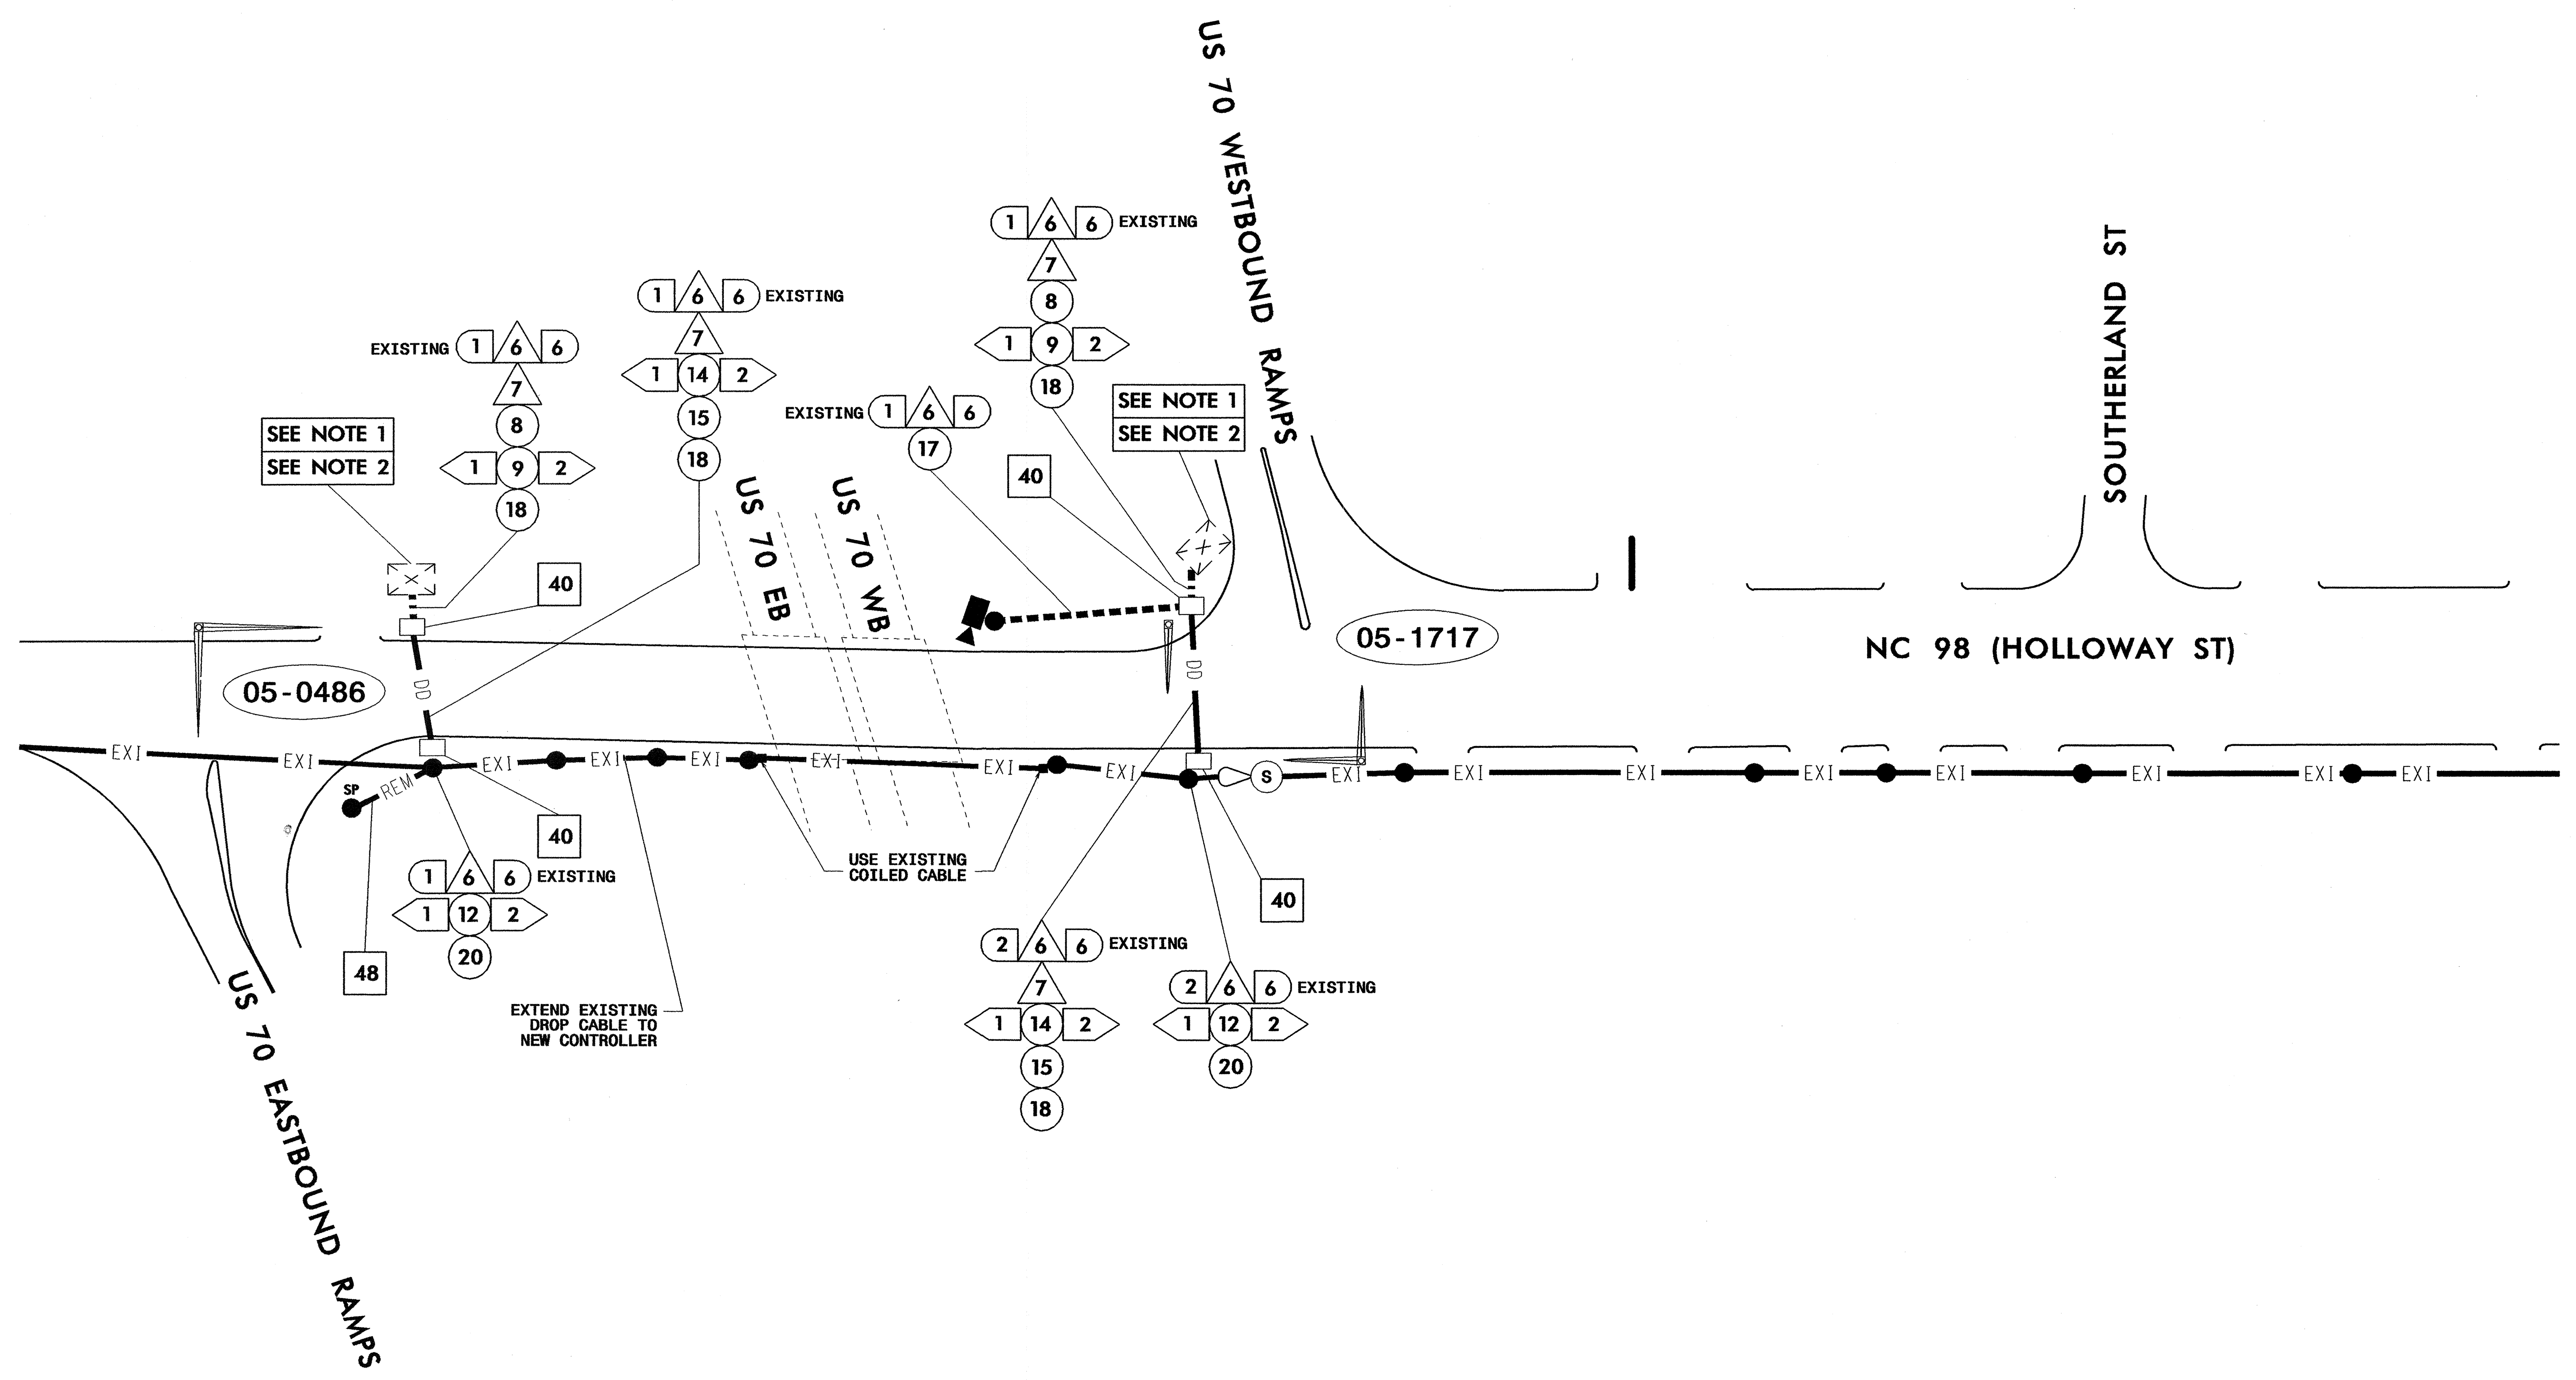 US 70 WESTBOUND RAMPS
SOUTHERLAND ST
1 6 6 EXISTING
7
8
1 9 2
18
1 6 6 EXISTING
7
1 14 2
15
18
EXISTING 1 6 6
7
8
1 9 2
18
EXISTING 1 6 6
17
SEE NOTE 1
SEE NOTE 2
SEE NOTE 1
SEE NOTE 2
40
40
US 70 EB
US 70 WB
05-0486
05-1717
NC 98 (HOLLOWAY ST)
DD
DD
EXI
EXI
EXI
EXI
EXI
EXI
EXI
EXI
S
EXI
EXI
EXI
EXI
EXI
EXI
EXI
EXI
SP
REM
40
40
48
USE EXISTING
COILED CABLE
1 6 6 EXISTING
1 12 2
20
EXTEND EXISTING
DROP CABLE TO
NEW CONTROLLER
2 6 6 EXISTING
7
1 14 2
15
18
2 6 6 EXISTING
1 12 2
20
US 70 EASTBOUND RAMPS